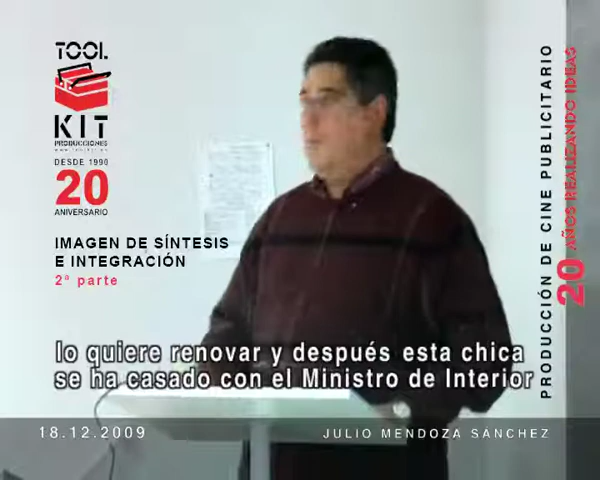 TOOL
KIT
PRODUCCIONES
DESDE 1990
20
ANIVERSARIO
IMAGEN DE SÍNTESIS
E INTEGRACIÓN
2ª parte
PRODUCCIÓN DE CINE PUBLICITARIO
20 AÑOS REALIZANDO IDEAS
lo quiere renovar y después esta chica
se ha casado con el Ministro de Interior
18.12.2009
JULIO MENDOZA SÁNCHEZ